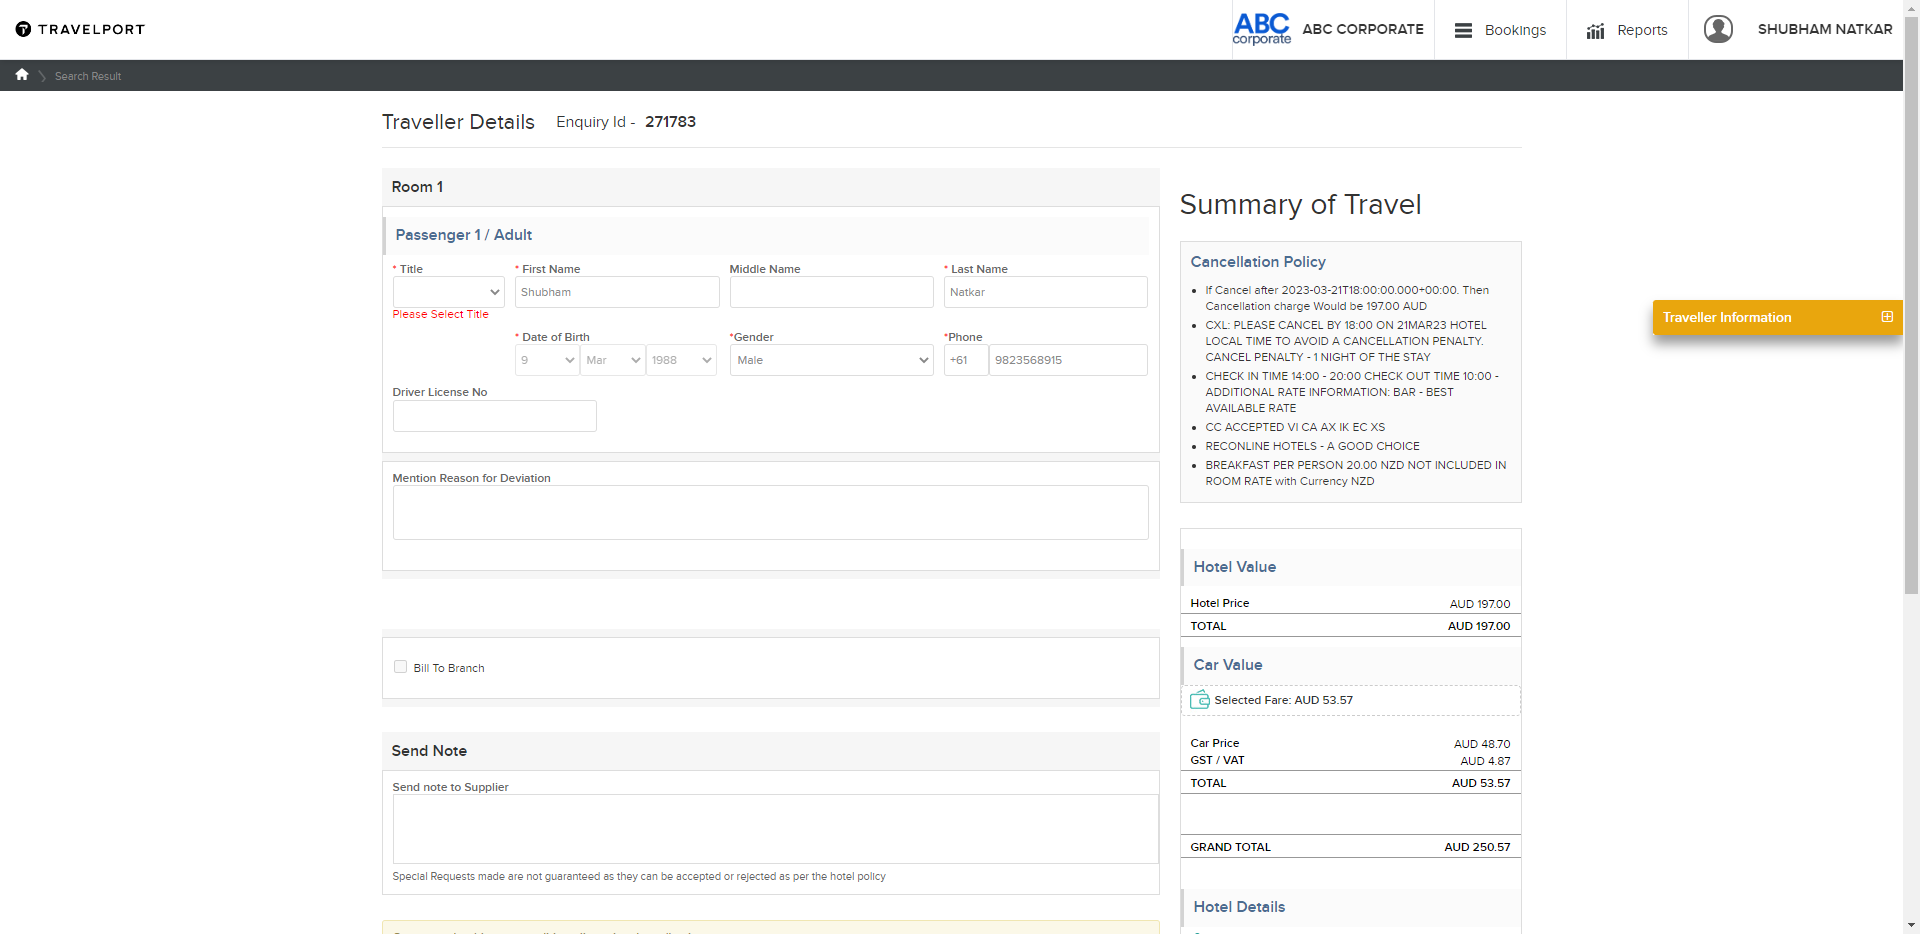 TRAVELPORT
ABC
corporate
ABC CORPORATE
Bookings
Reports
SHUBHAM NATKAR
Search Result
Traveller Details
Enquiry Id - 271783
Room 1
Passenger 1 / Adult
* Title
* First Name
Middle Name
* Last Name
Shubham
Natkar
Please Select Title
* Date of Birth
*Gender
*Phone
9
Mar
1988
Male
+61
9823568915
Driver License No
Mention Reason for Deviation
Bill To Branch
Send Note
Send note to Supplier
Special Requests made are not guaranteed as they can be accepted or rejected as per the hotel policy
Summary of Travel
Cancellation Policy
If Cancel after 2023-03-21T18:00:00.000+00:00. Then
Cancellation charge Would be 197.00 AUD
CXL: PLEASE CANCEL BY 18:00 ON 21MAR23 HOTEL
LOCAL TIME TO AVOID A CANCELLATION PENALTY.
CANCEL PENALTY - 1 NIGHT OF THE STAY
CHECK IN TIME 14:00 - 20:00 CHECK OUT TIME 10:00 -
ADDITIONAL RATE INFORMATION: BAR - BEST
AVAILABLE RATE
CC ACCEPTED VI CA AX IK EC XS
RECONLINE HOTELS - A GOOD CHOICE
BREAKFAST PER PERSON 20.00 NZD NOT INCLUDED IN
ROOM RATE with Currency NZD
Hotel Value
Hotel Price AUD 197.00
TOTAL AUD 197.00
Car Value
Selected Fare: AUD 53.57
Car Price AUD 48.70
GST / VAT AUD 4.87
TOTAL AUD 53.57
GRAND TOTAL AUD 250.57
Hotel Details
Traveller Information